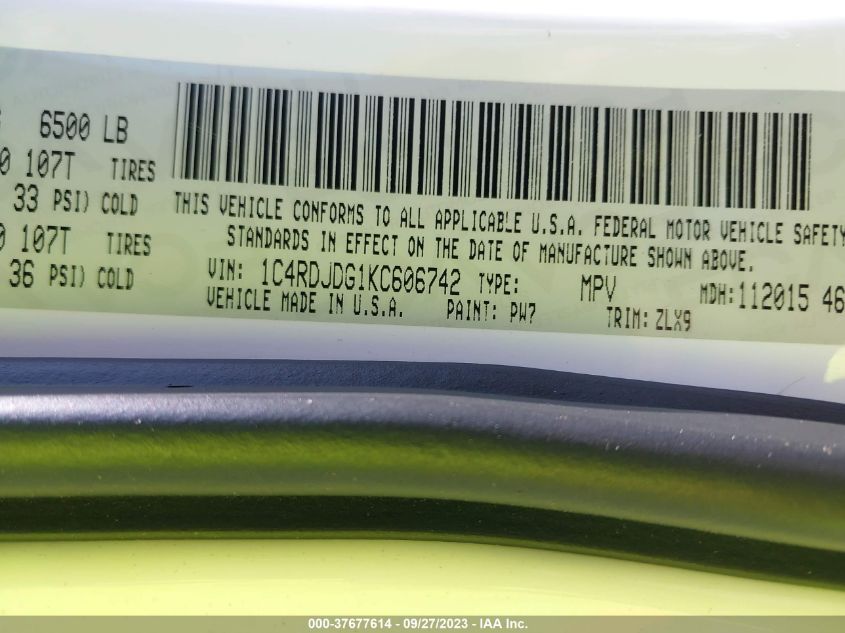 6500 LB
0 107T TIRES
33 PSI) COLD
0 107T TIRES
36 PSI) COLD
THIS VEHICLE CONFORMS TO ALL APPLICABLE U.S.A. FEDERAL MOTOR VEHICLE SAFETY
STANDARDS IN EFFECT ON THE DATE OF MANUFACTURE SHOWN ABOVE.
VIN: 1C4RDJDG1KC606742 TYPE: MPV MDH: 112015 46
VEHICLE MADE IN U.S.A. PAINT: PW7 TRIM: ZLX9
000-37677614 - 09/27/2023 - IAA Inc.